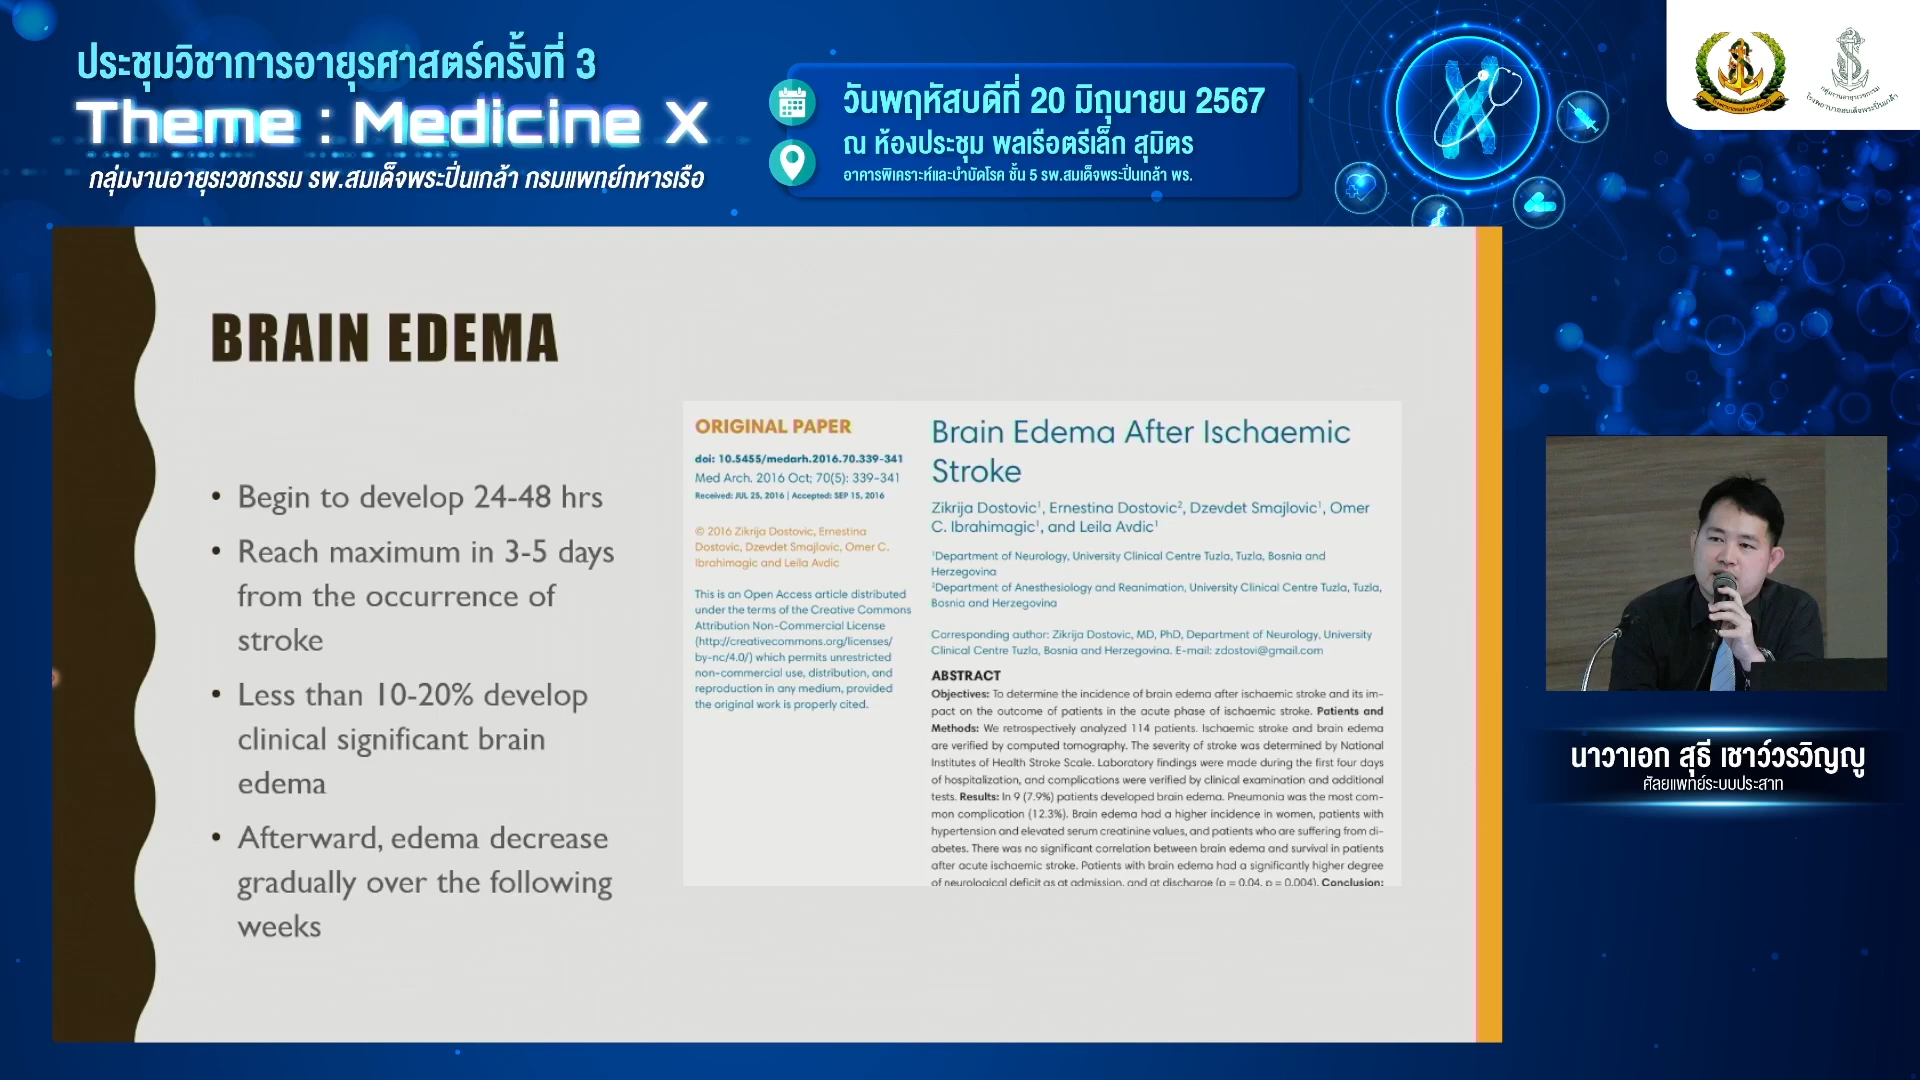 ประชุมวิชาการอายุรศาสตร์ครั้งที่ 3
Theme : Medicine X
กลุ่มงานอายุรเวชกรรม รพ.สมเด็จพระปิ่นเกล้า กรมแพทย์ทหารเรือ
วันพฤหัสบดีที่ 20 มิถุนายน 2567
ณ ห้องประชุม พลเรือตรีเล็ก สุมิตร
อาคารพิเคราะห์และบำบัดโรค ชั้น 5 รพ.สมเด็จพระปิ่นเกล้า พร.
BRAIN EDEMA
• Begin to develop 24-48 hrs
• Reach maximum in 3-5 days
from the occurrence of
stroke
• Less than 10-20% develop
clinical significant brain
edema
• Afterward, edema decrease
gradually over the following
weeks
ORIGINAL PAPER
doi: 10.5455/medarh.2016.70.339-341
Med Arch. 2016 Oct; 70(5): 339-341
Received: JUL 25, 2016 | Accepted: SEP 15, 2016
© 2016 Zikrija Dostovic, Ernestina
Dostovic, Dzevdet Smajlovic, Omer C.
Ibrahimagic and Leila Avdic
This is an Open Access article distributed
under the terms of the Creative Commons
Attribution Non-Commercial License
(http://creativecommons.org/licenses/
by-nc/4.0/) which permits unrestricted
non-commercial use, distribution, and
reproduction in any medium, provided
the original work is properly cited.
Brain Edema After Ischaemic
Stroke
Zikrija Dostovic¹, Ernestina Dostovic², Dzevdet Smajlovic¹, Omer
C. Ibrahimagic¹, and Leila Avdic¹
¹Department of Neurology, University Clinical Centre Tuzla, Tuzla, Bosnia and
Herzegovina
²Department of Anesthesiology and Reanimation, University Clinical Centre Tuzla, Tuzla,
Bosnia and Herzegovina
Corresponding author: Zikrija Dostovic, MD, PhD, Department of Neurology, University
Clinical Centre Tuzla, Bosnia and Herzegovina. E-mail: zdostovi@gmail.com
ABSTRACT
Objectives: To determine the incidence of brain edema after ischaemic stroke and its im-
pact on the outcome of patients in the acute phase of ischaemic stroke. Patients and
Methods: We retrospectively analyzed 114 patients. Ischaemic stroke and brain edema
are verified by computed tomography. The severity of stroke was determined by National
Institutes of Health Stroke Scale. Laboratory findings were made during the first four days
of hospitalization, and complications were verified by clinical examination and additional
tests. Results: In 9 (7.9%) patients developed brain edema. Pneumonia was the most com-
mon complication (12.3%). Brain edema had a higher incidence in women, patients with
hypertension and elevated serum creatinine values, and patients who are suffering from di-
abetes. There was no significant correlation between brain edema and survival in patients
after acute ischaemic stroke. Patients with brain edema had a significantly higher degree
of neurological deficit as at admission, and at discharge (p = 0.04, p = 0.004). Conclusion:
นาวาเอก สุธี เชาว์วรวิญญู
ศัลยแพทย์ระบบประสาท